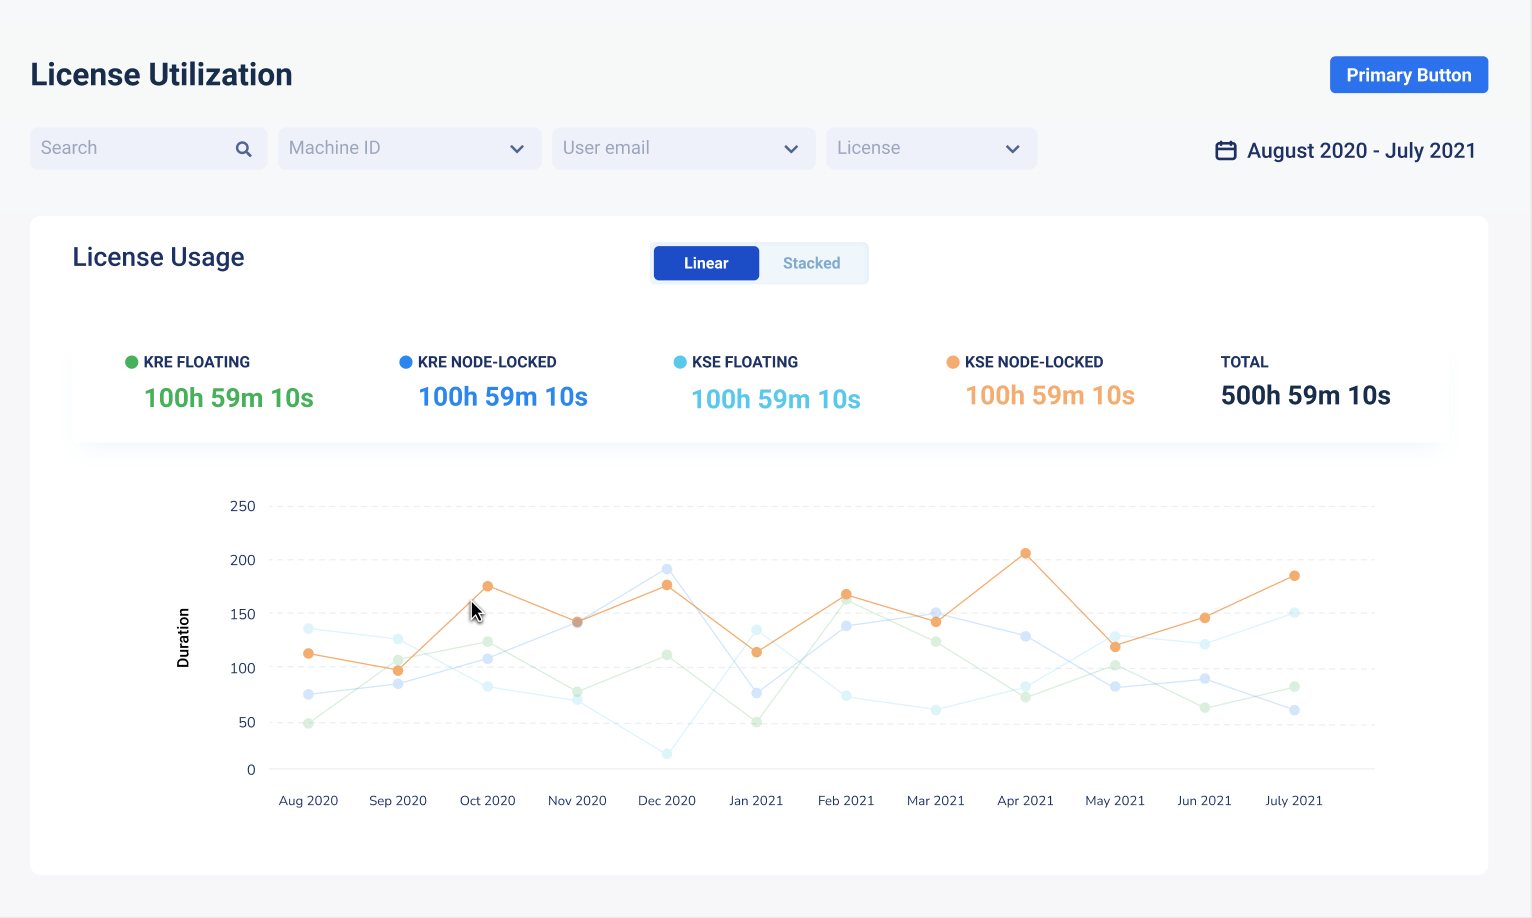 License Utilization
Primary Button
Search
Machine ID
User email
License
August 2020 - July 2021
License Usage
Linear
Stacked
KRE FLOATING
100h 59m 10s
KRE NODE-LOCKED
100h 59m 10s
KSE FLOATING
100h 59m 10s
KSE NODE-LOCKED
100h 59m 10s
TOTAL
500h 59m 10s
Duration
250
200
150
100
50
0
Aug 2020
Sep 2020
Oct 2020
Nov 2020
Dec 2020
Jan 2021
Feb 2021
Mar 2021
Apr 2021
May 2021
Jun 2021
July 2021